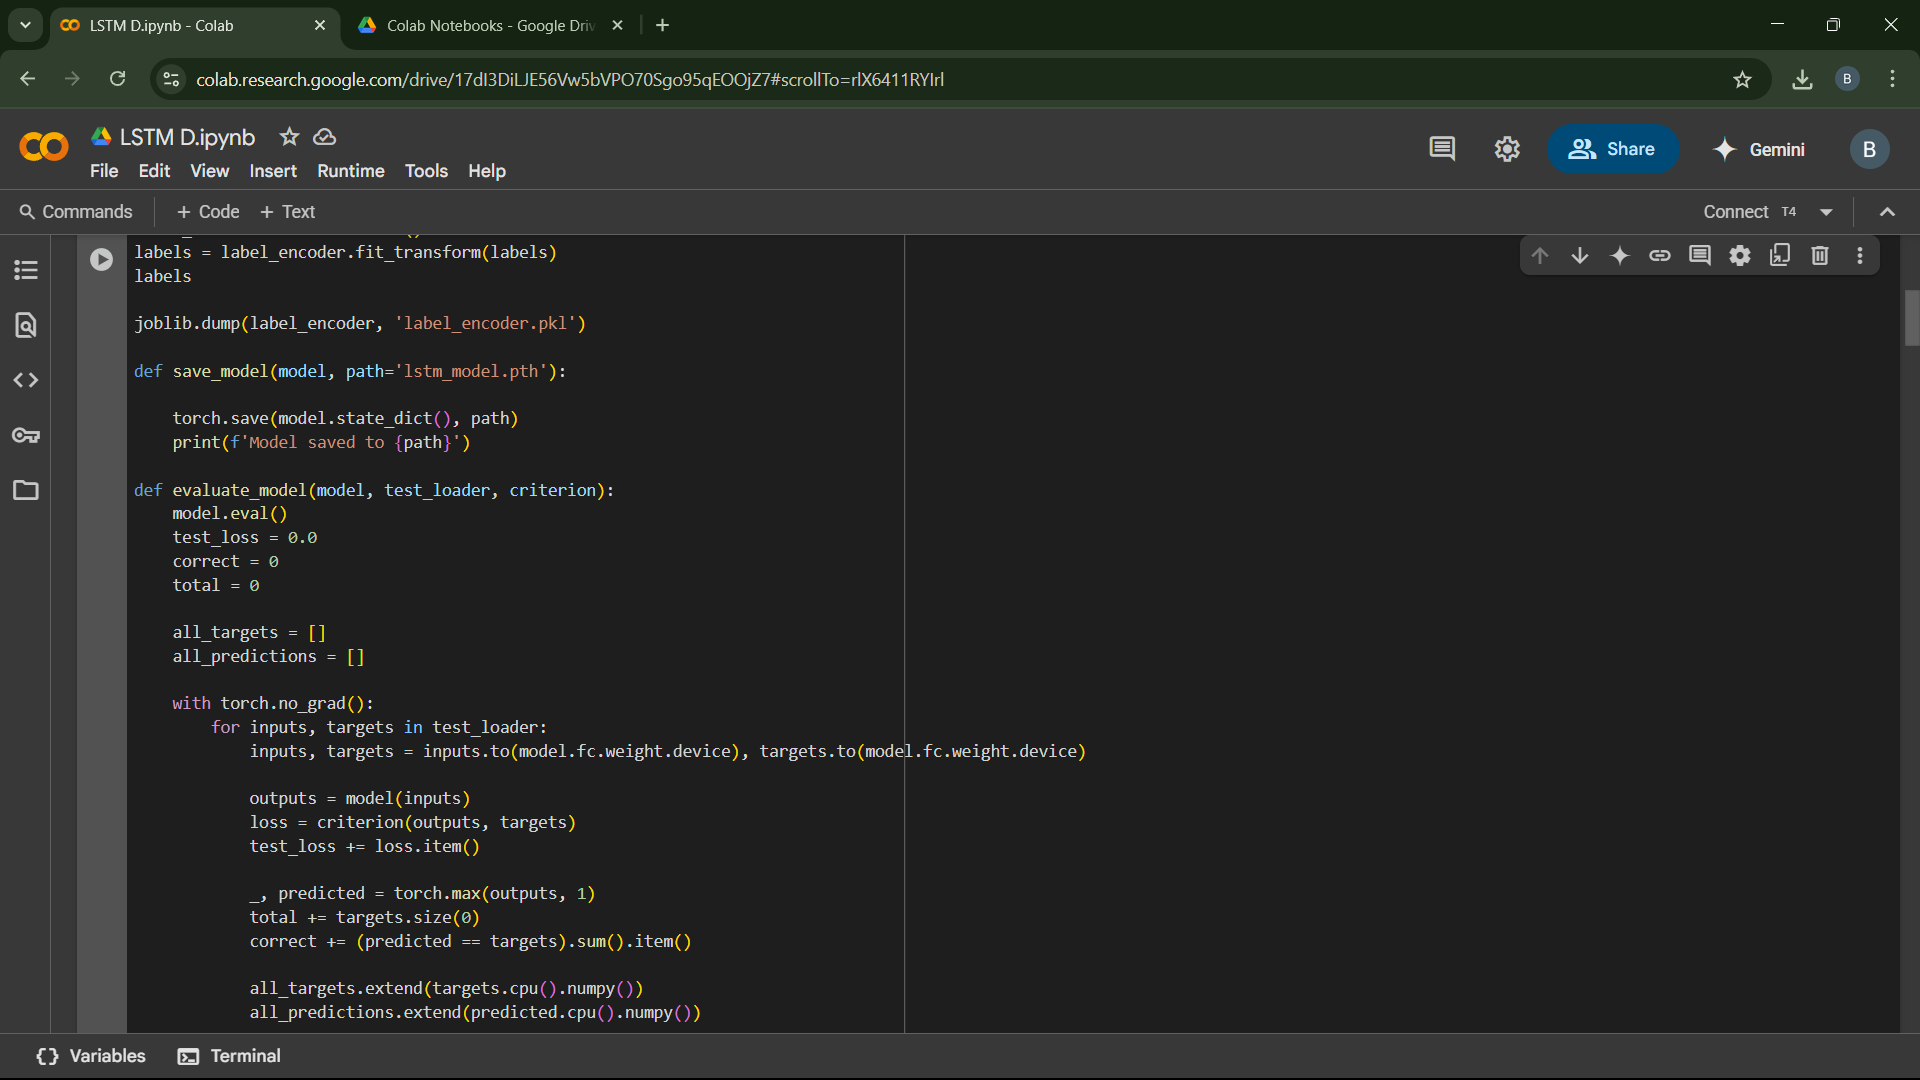 LSTM D.ipynb - Colab
Colab Notebooks - Google Driv
colab.research.google.com/drive/17dI3DiLJE56Vw5bVPO70Sgo95qEOOjZ7#scrollTo=rlX6411RYIrl
B
LSTM D.ipynb
File Edit View Insert Runtime Tools Help
Share
Gemini
B
Commands
+ Code + Text
Connect T4
labels = label_encoder.fit_transform(labels)
labels
joblib.dump(label_encoder, 'label_encoder.pkl')
def save_model(model, path='lstm_model.pth'):
torch.save(model.state_dict(), path)
print(f'Model saved to {path}')
def evaluate_model(model, test_loader, criterion):
model.eval()
test_loss = 0.0
correct = 0
total = 0
all_targets = []
all_predictions = []
with torch.no_grad():
for inputs, targets in test_loader:
inputs, targets = inputs.to(model.fc.weight.device), targets.to(model.fc.weight.device)
outputs = model(inputs)
loss = criterion(outputs, targets)
test_loss += loss.item()
_, predicted = torch.max(outputs, 1)
total += targets.size(0)
correct += (predicted == targets).sum().item()
all_targets.extend(targets.cpu().numpy())
all_predictions.extend(predicted.cpu().numpy())
Variables
Terminal